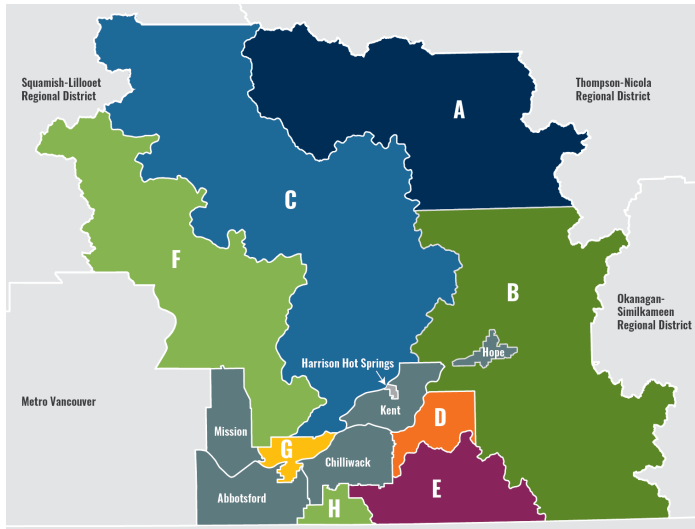 Squamish-Lillooet
Regional District
Thompson-Nicola
Regional District
A
C
F
B
Okanagan-
Similkameen
Regional District
Hope
Harrison Hot Springs
Metro Vancouver
Kent
D
Mission
G
Chilliwack
E
Abbotsford
H